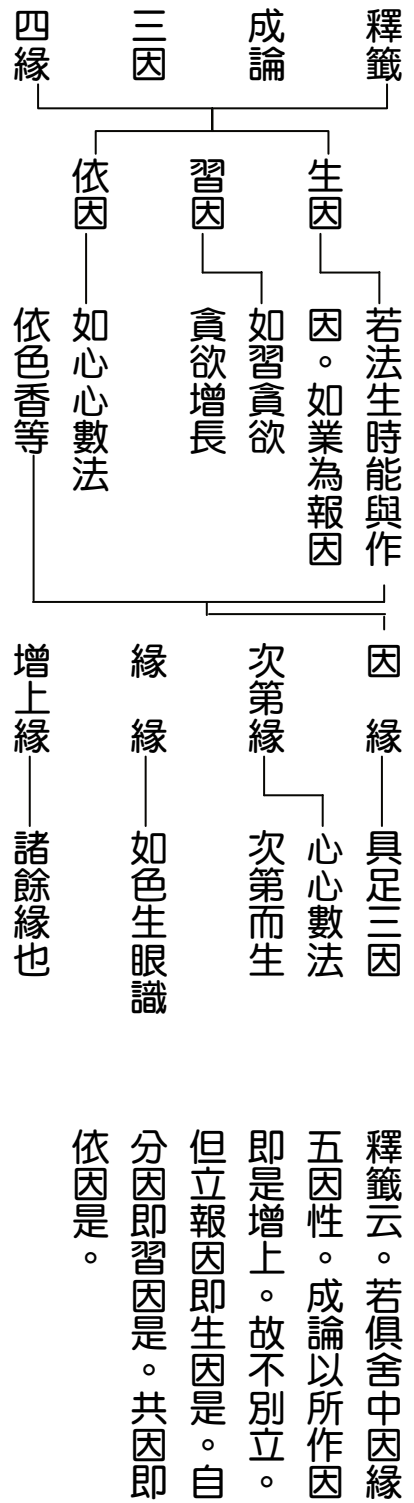 釋籤
成論
三因
四緣
生因
若法生時能與作
因。如業為報因
習因
如習貪欲
貪欲增長
依因
如心心數法
依色香等
因緣
具足三因
次第緣
心心數法
次第而生
緣緣
如色生眼識
增上緣
諸餘緣也
釋籤云。若俱舍中因緣
五因性。成論以所作因
即是增上。故不別立。
但立報因即生因是。自
分因即習因是。共因即
依因是。